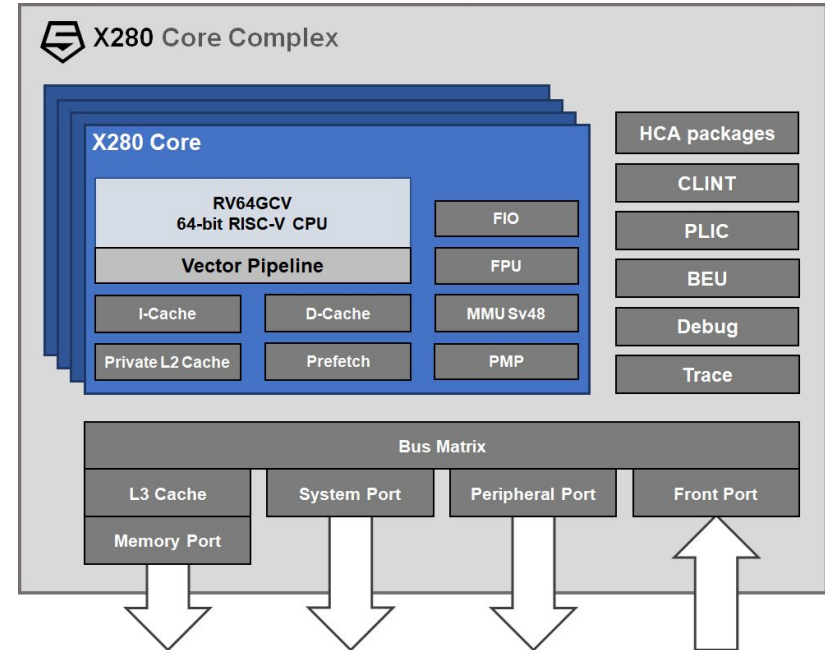 X280 Core Complex
X280 Core
RV64GCV
64-bit RISC-V CPU
Vector Pipeline
I-Cache
D-Cache
Private L2 Cache
Prefetch
FIO
FPU
MMU Sv48
PMP
HCA packages
CLINT
PLIC
BEU
Debug
Trace
Bus Matrix
L3 Cache
System Port
Peripheral Port
Front Port
Memory Port